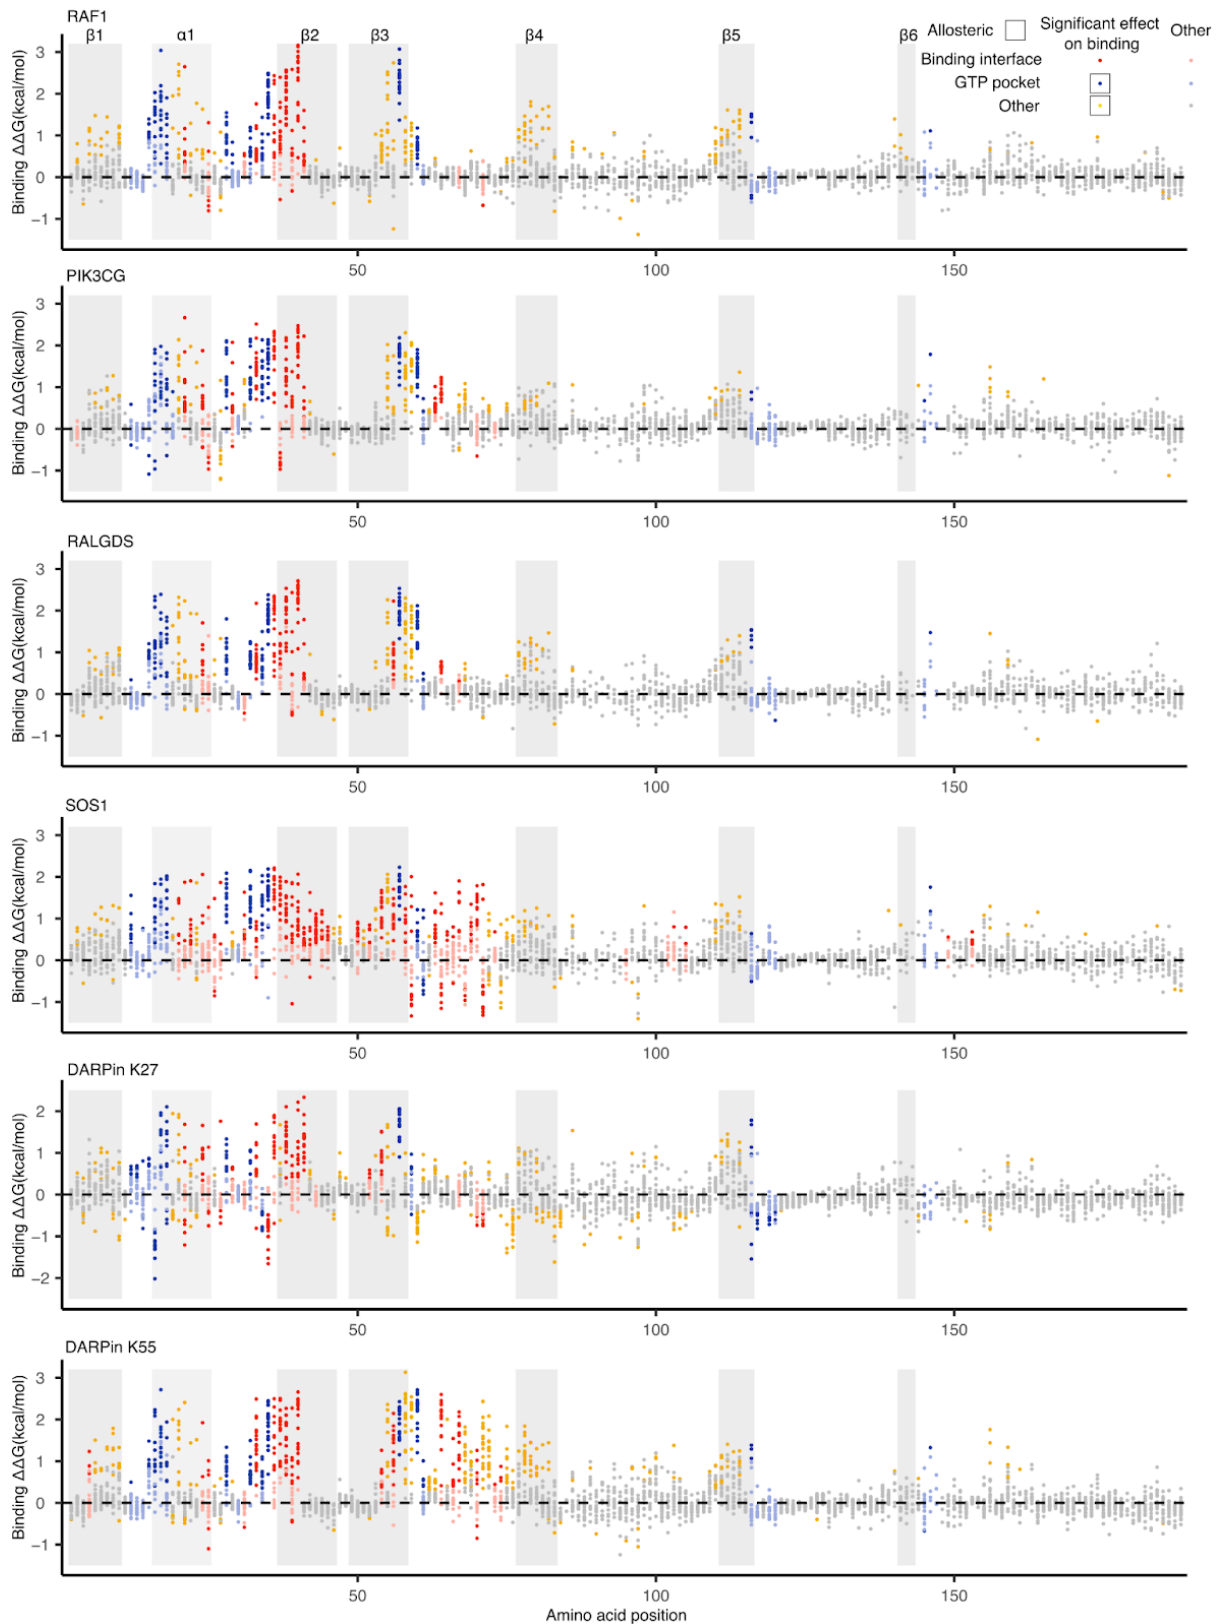 RAF1
β1 α1 β2 β3 β4 β5 β6
Allosteric Significant effect on binding Other
Binding interface
GTP pocket
Other
Binding ΔΔG(kcal/mol)
3
2
1
0
−1
50 100 150
PIK3CG
Binding ΔΔG(kcal/mol)
3
2
1
0
−1
50 100 150
RALGDS
Binding ΔΔG(kcal/mol)
3
2
1
0
−1
50 100 150
SOS1
Binding ΔΔG(kcal/mol)
3
2
1
0
−1
50 100 150
DARPin K27
Binding ΔΔG(kcal/mol)
2
1
0
−1
−2
50 100 150
DARPin K55
Binding ΔΔG(kcal/mol)
3
2
1
0
−1
50 100 150
Amino acid position